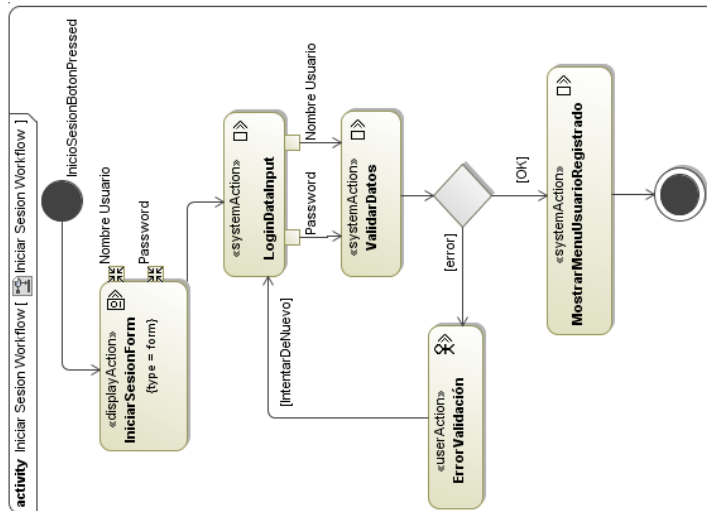 activity Iniciar Sesion Workflow [ Iniciar Sesion Workflow ]
InicioSesionBotonPressed
«displayAction»
IniciarSesionForm
{type = form}
Nombre Usuario
Password
«systemAction»
LoginDataInput
Nombre Usuario
Password
«systemAction»
ValidarDatos
[error]
[OK]
[IntentarDeNuevo]
«userAction»
ErrorValidación
«systemAction»
MostrarMenuUsuarioRegistrado